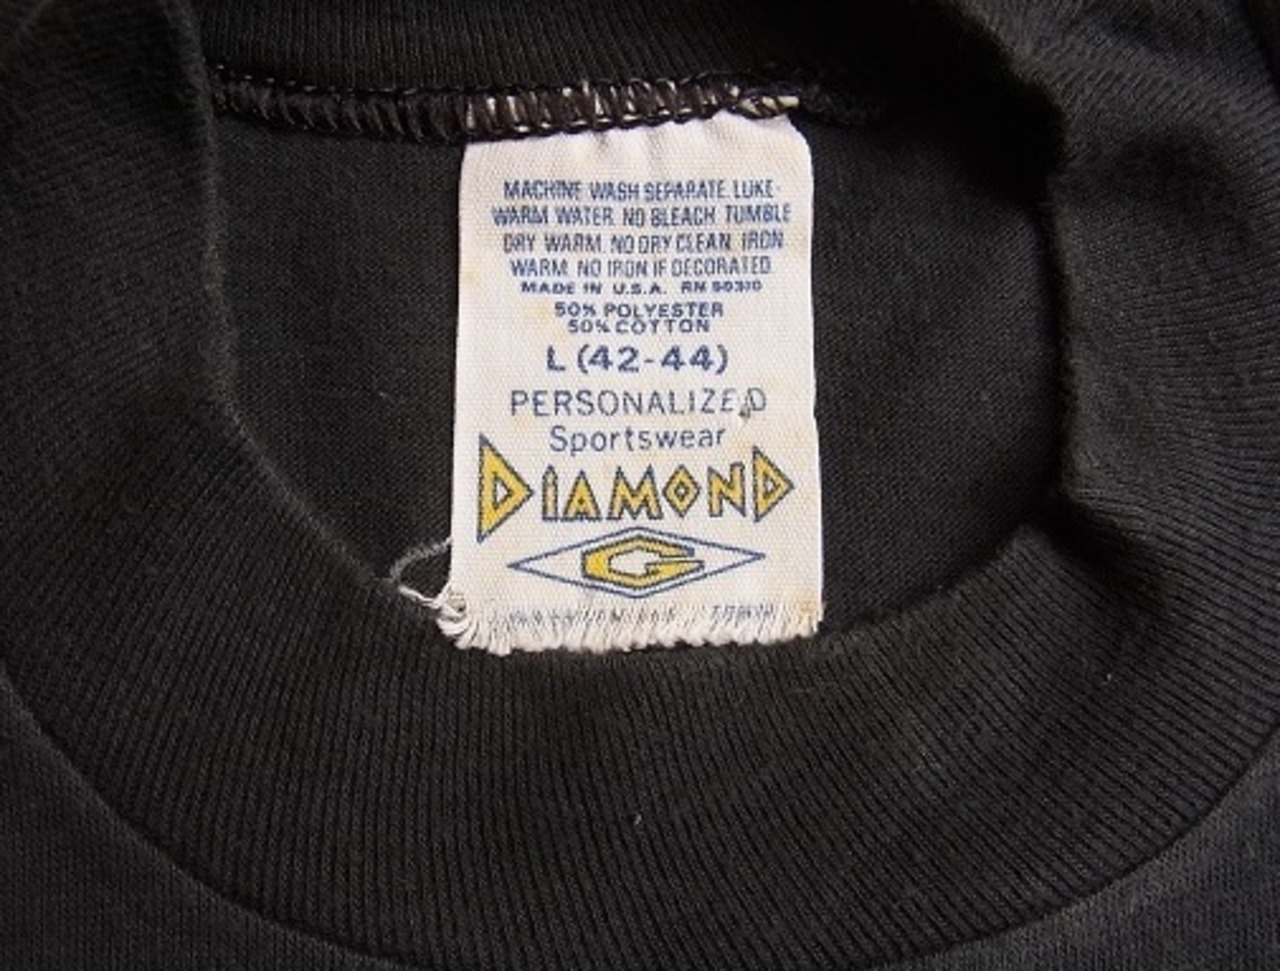 MACHINE WASH SEPARATE. LUKE-
WARM WATER. NO BLEACH. TUMBLE
DRY WARM. NO DRY CLEAN. IRON
WARM. NO IRON IF DECORATED.
MADE IN U.S.A. RN
50% POLYESTER
50% COTTON
L (42-44)
PERSONALIZED
Sportswear
DIAMOND
G